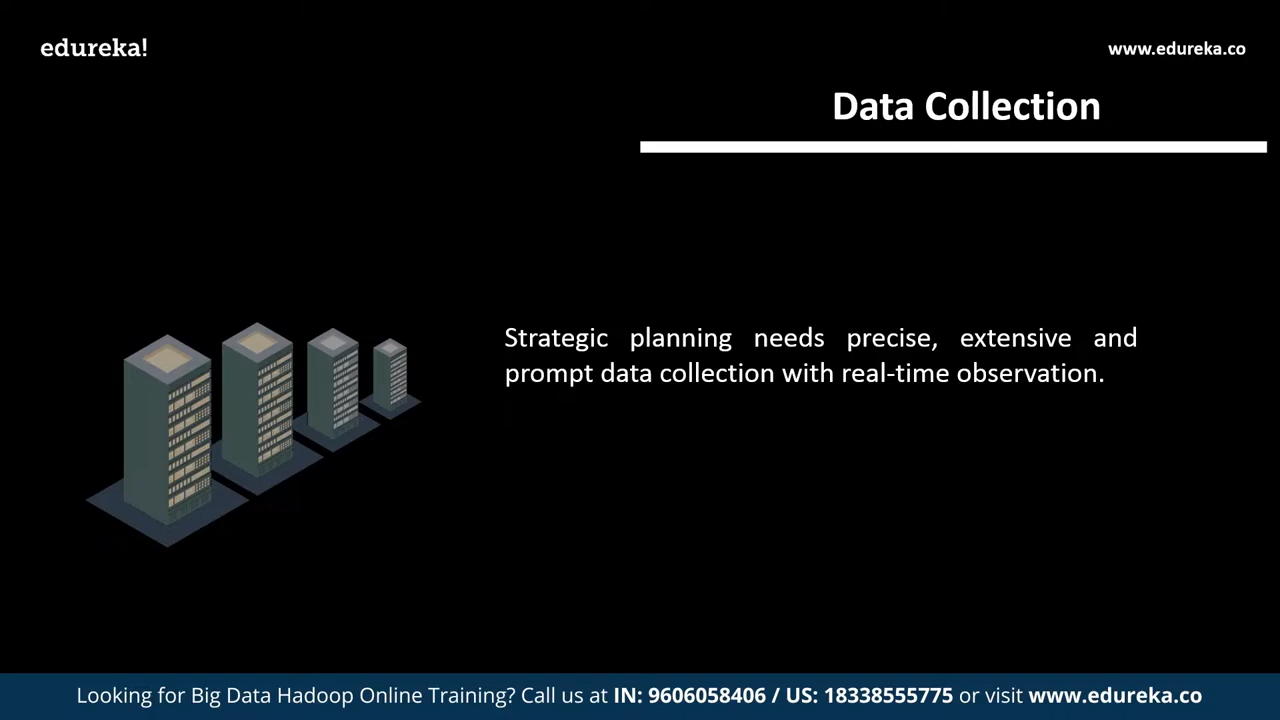 edureka!
www.edureka.co
Data Collection
Strategic planning needs precise, extensive and
prompt data collection with real-time observation.
Looking for Big Data Hadoop Online Training? Call us at IN: 9606058406 / US: 18338555775 or visit www.edureka.co